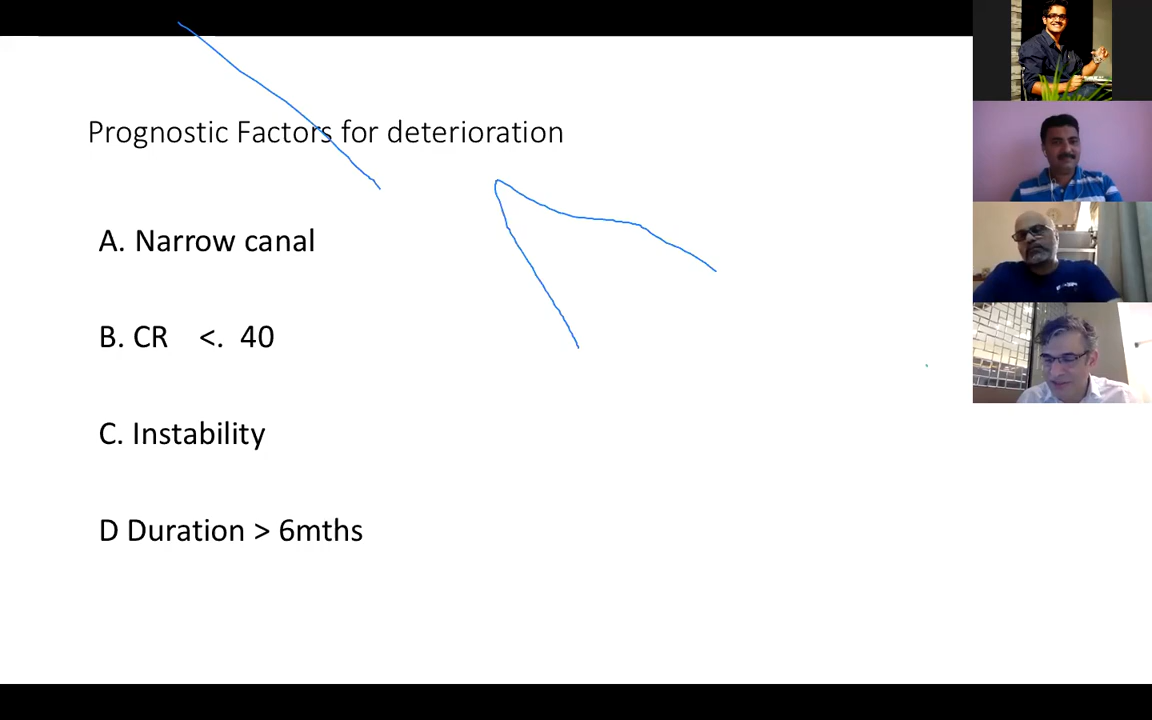 Prognostic Factors for deterioration
A. Narrow canal
B. CR <. 40
C. Instability
D Duration > 6mths